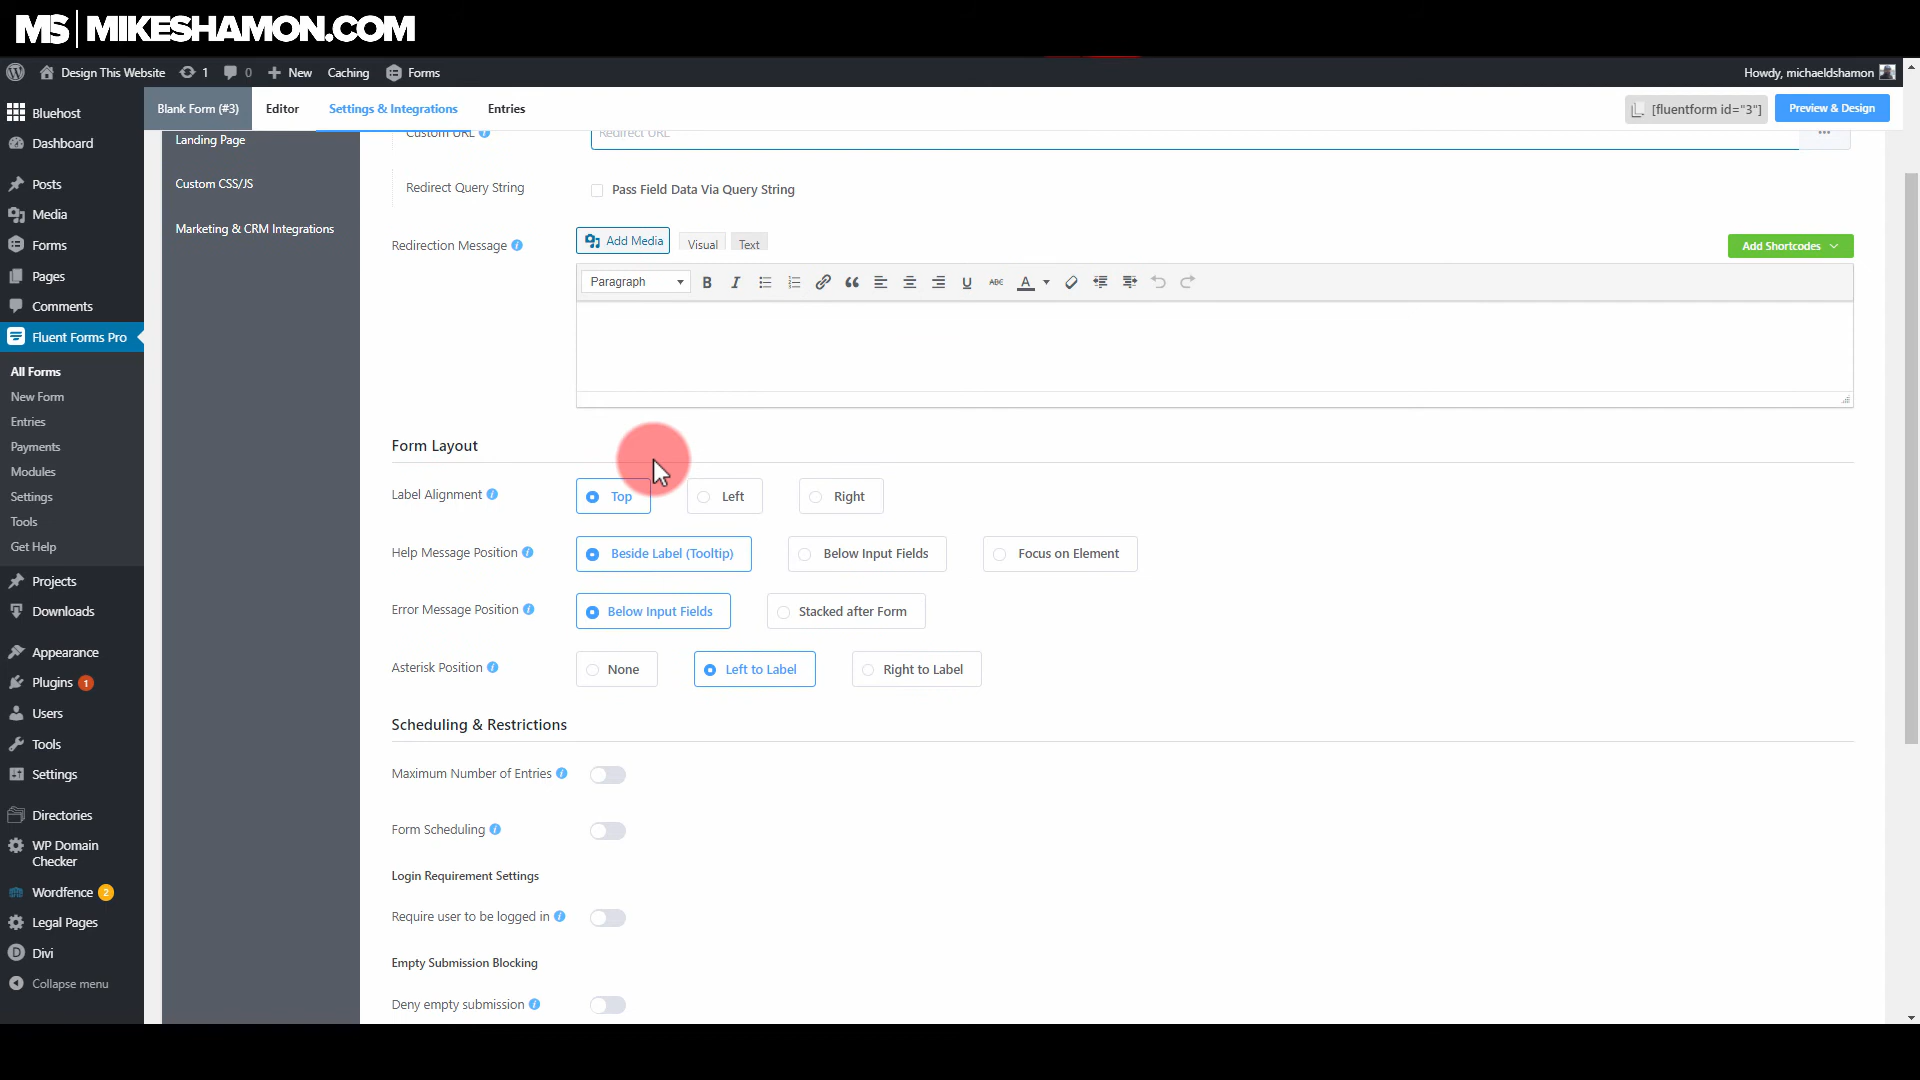 MS | MIKESHAMON.COM
Design This Website 1 0 New Caching Forms Howdy, michaeldshamon
Bluehost
Dashboard
Posts
Media
Forms
Pages
Comments
Fluent Forms Pro
All Forms
New Form
Entries
Payments
Modules
Settings
Tools
Get Help
Projects
Downloads
Appearance
Plugins 1
Users
Tools
Settings
Directories
WP Domain
Checker
Wordfence 2
Legal Pages
Divi
Collapse menu
Blank Form (#3) Editor Settings & Integrations Entries [fluentform id="3"] Preview & Design
Landing Page
Custom CSS/JS
Marketing & CRM Integrations
Custom URL Redirect URL
Redirect Query String Pass Field Data Via Query String
Redirection Message Add Media Visual Text Add Shortcodes
Paragraph B I U ABC A
Form Layout
Label Alignment Top Left Right
Help Message Position Beside Label (Tooltip) Below Input Fields Focus on Element
Error Message Position Below Input Fields Stacked after Form
Asterisk Position None Left to Label Right to Label
Scheduling & Restrictions
Maximum Number of Entries
Form Scheduling
Login Requirement Settings
Require user to be logged in
Empty Submission Blocking
Deny empty submission